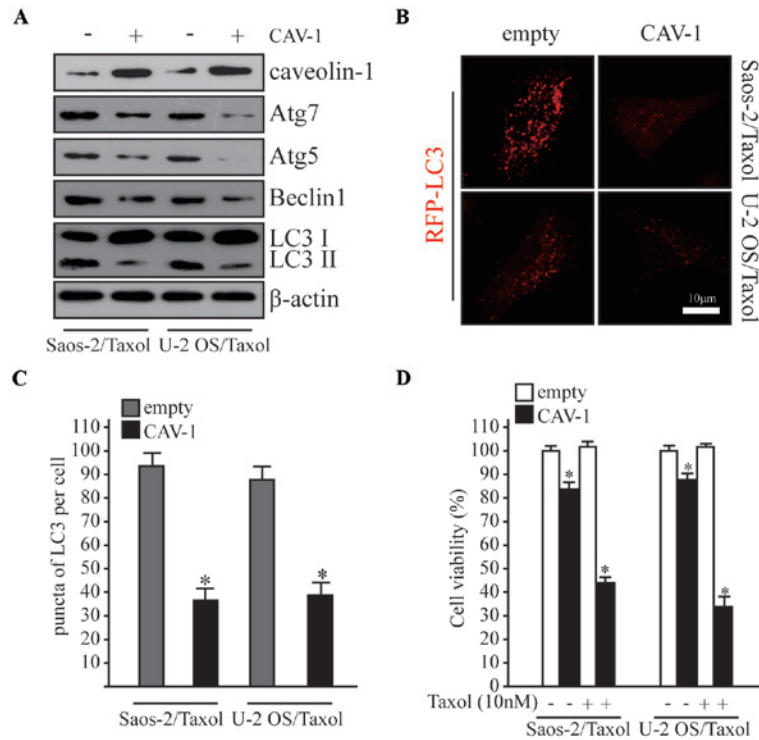 A
- + - + CAV-1
caveolin-1
Atg7
Atg5
Beclin1
LC3 I
LC3 II
β-actin
Saos-2/Taxol U-2 OS/Taxol
B
empty CAV-1
RFP-LC3
Saos-2/Taxol
U-2 OS/Taxol
10μm
C
empty
CAV-1
puncta of LC3 per cell
110
100
90
80
70
60
50
40
30
20
10
* *
Saos-2/Taxol U-2 OS/Taxol
D
empty
CAV-1
Cell viability (%)
110
100
90
80
70
60
50
40
30
20
10
0
* * * *
Taxol (10nM) - - + + - - + +
Saos-2/Taxol U-2 OS/Taxol